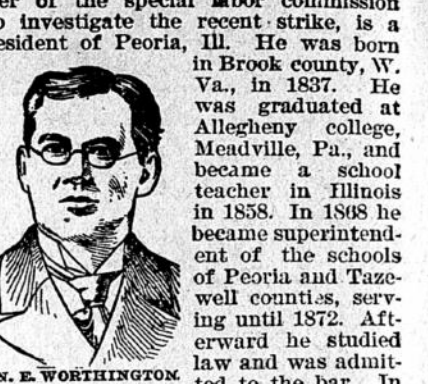 er of the special labor commission
o investigate the recent strike, is a
esident of Peoria, Ill. He was born
in Brook county, W.
Va., in 1837. He
was graduated at
Allegheny college,
Meadville, Pa., and
became a school
teacher in Illinois
in 1858. In 1868 he
became superintend-
ent of the schools
of Peoria and Taze-
well counties, serv-
ing until 1872. Aft-
erward he studied
law and was admit-
ted to the bar. In
N. E. WORTHINGTON.